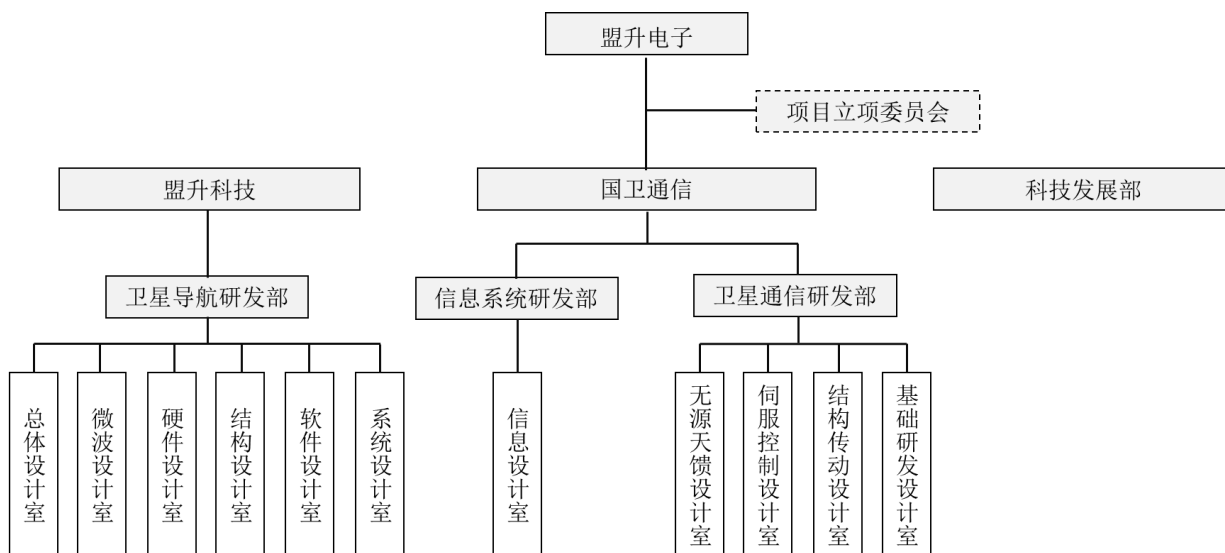 盟升电子
项目立项委员会
盟升科技
国卫通信
科技发展部
卫星导航研发部
信息系统研发部
卫星通信研发部
总体设计室
微波设计室
硬件设计室
结构设计室
软件设计室
系统设计室
信息设计室
无源天馈设计室
伺服控制设计室
结构传动设计室
基础研发设计室